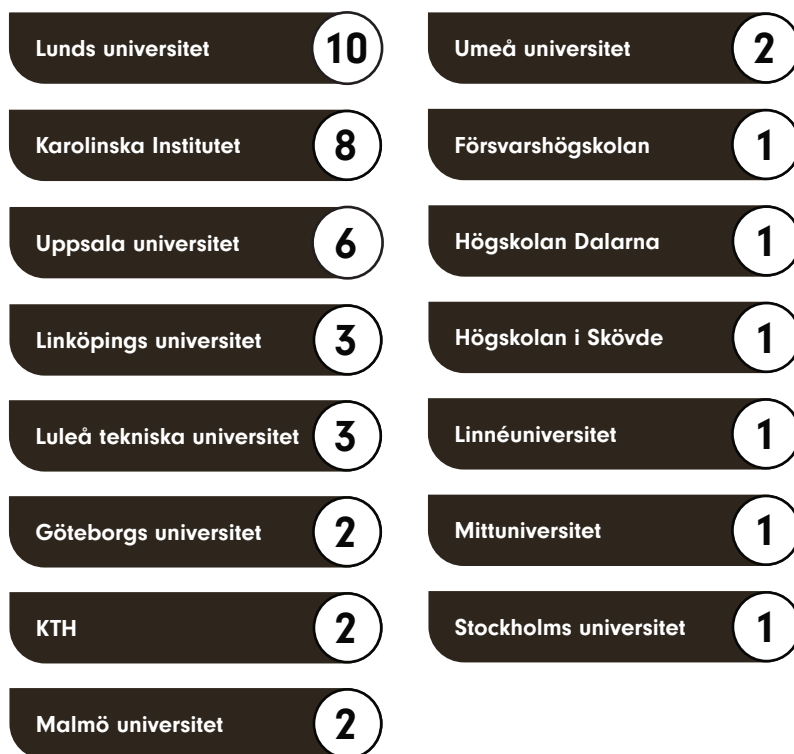 Lunds universitet 10
Karolinska Institutet 8
Uppsala universitet 6
Linköpings universitet 3
Luleå tekniska universitet 3
Göteborgs universitet 2
KTH 2
Malmö universitet 2
Umeå universitet 2
Försvarshögskolan 1
Högskolan Dalarna 1
Högskolan i Skövde 1
Linnéuniversitet 1
Mittuniversitet 1
Stockholms universitet 1